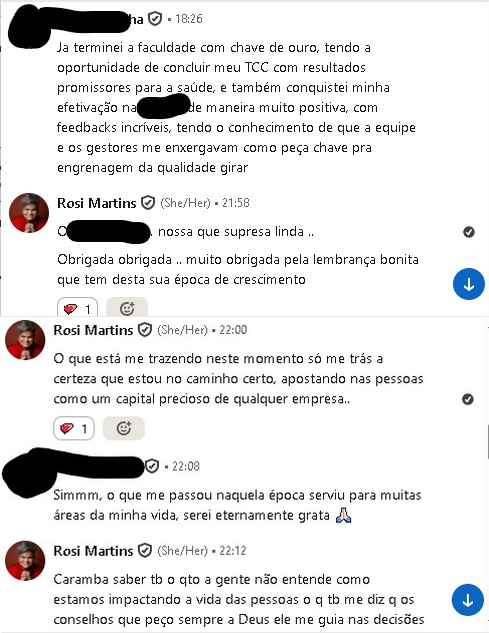 ha • 18:26
Ja terminei a faculdade com chave de ouro, tendo a
oportunidade de concluir meu TCC com resultados
promissores para a saúde, e também conquistei minha
efetivação na de maneira muito positiva, com
feedbacks incríveis, tendo o conhecimento de que a equipe
e os gestores me enxergavam como peça chave pra
engrenagem da qualidade girar
Rosi Martins (She/Her) • 21:58
O , nossa que supresa linda ..
Obrigada obrigada .. muito obrigada pela lembrança bonita
que tem desta sua época de crescimento
1
Rosi Martins (She/Her) • 22:00
O que está me trazendo neste momento só me trás a
certeza que estou no caminho certo, apostando nas pessoas
como um capital precioso de qualquer empresa..
1
• 22:08
Simmm, o que me passou naquela época serviu para muitas
áreas da minha vida, serei eternamente grata 🙏🏻
Rosi Martins (She/Her) • 22:12
Caramba saber tb o qto a gente não entende como
estamos impactando a vida das pessoas o q tb me diz q os
conselhos que peço sempre a Deus ele me guia nas decisões